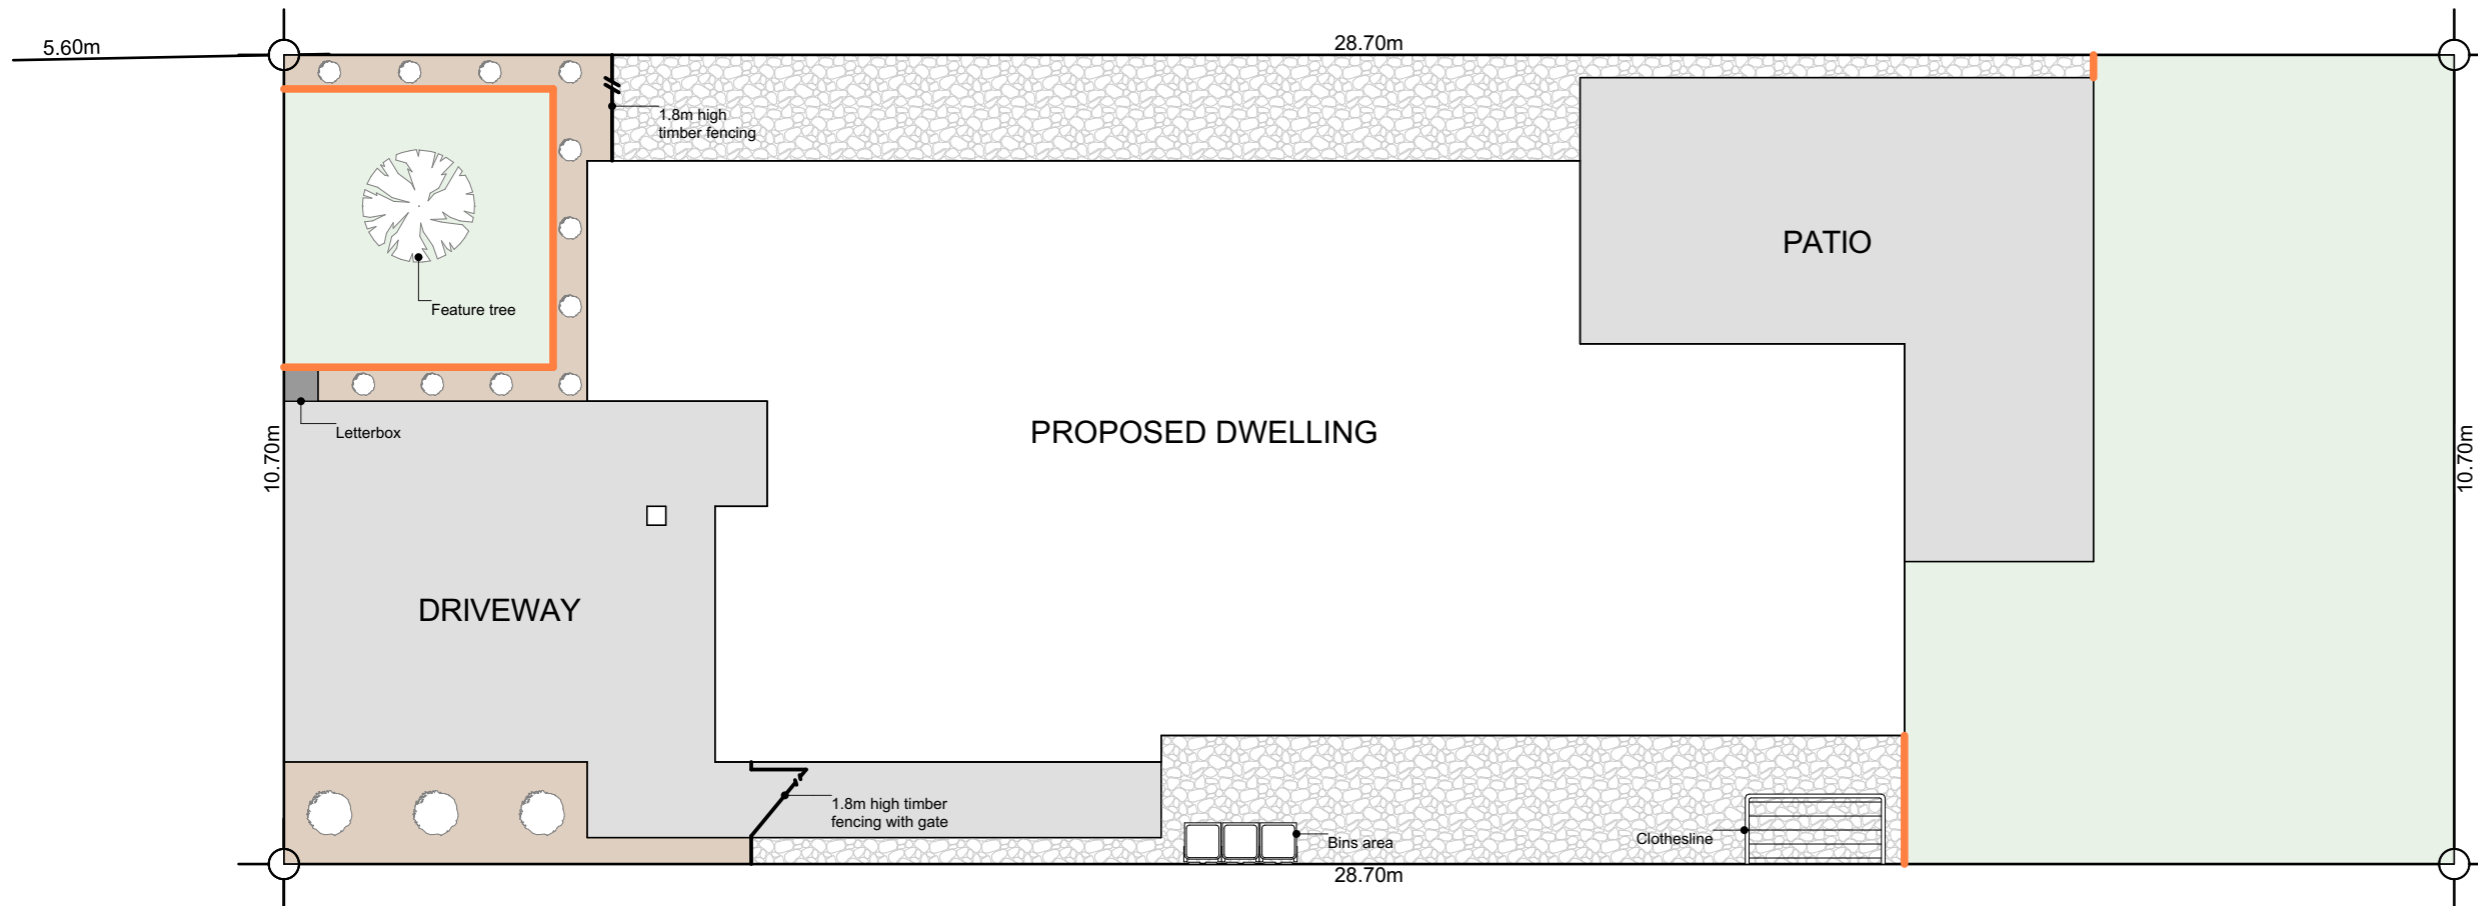 5.60m
28.70m
1.8m high
timber fencing
PATIO
Feature tree
Letterbox
10.70m
PROPOSED DWELLING
10.70m
DRIVEWAY
1.8m high timber
fencing with gate
Bins area
Clothesline
28.70m